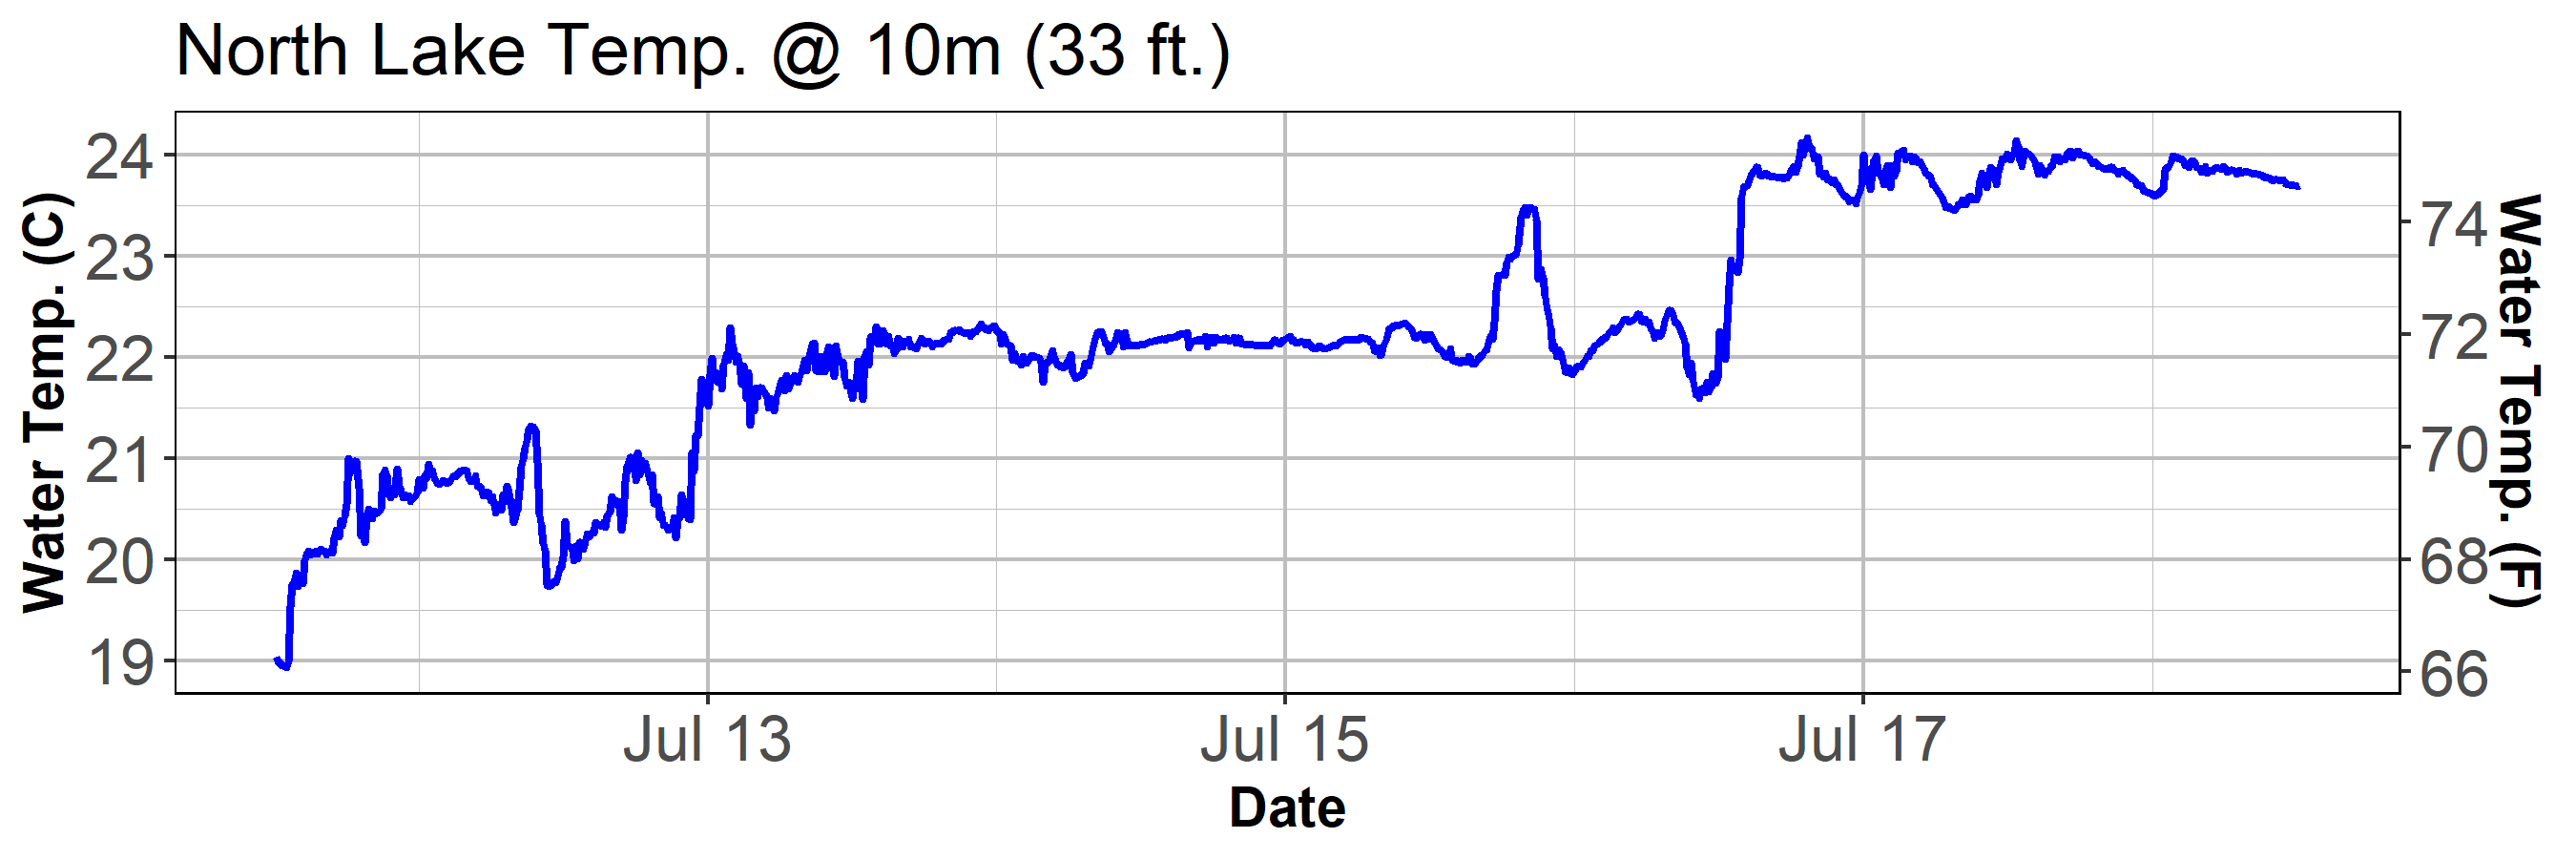 North Lake Temp. @ 10m (33 ft.)
Water Temp. (C)
24
23
22
21
20
19
74
72
70
68
66
Water Temp. (F)
Jul 13
Jul 15
Jul 17
Date